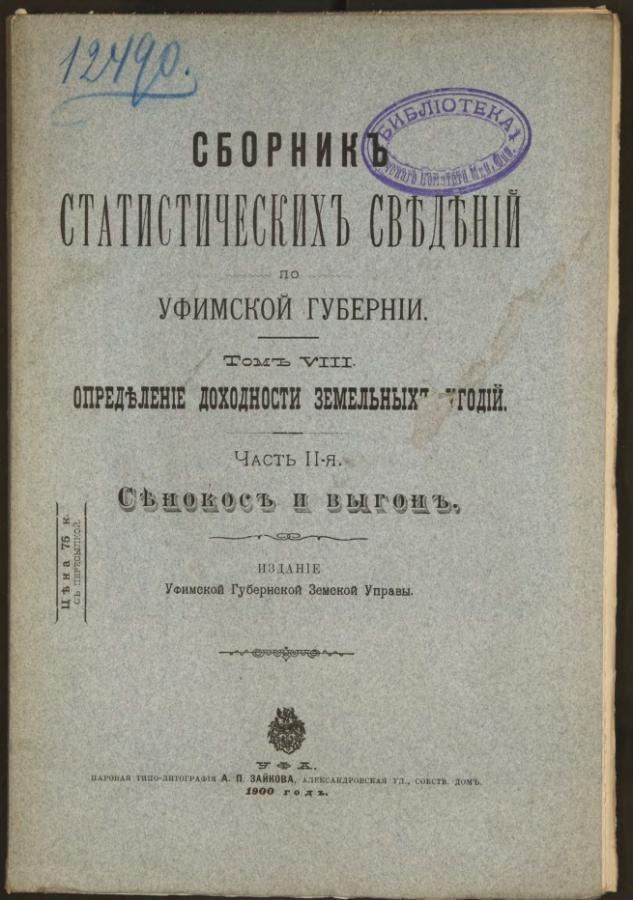 12490.
БИБЛІОТЕКА
СБОРНИКЪ
СТАТИСТИЧЕСКИХЪ СВѢДѢНІЙ
ПО
УФИМСКОЙ ГУБЕРНІИ.
ТОМЪ VIII.
ОПРЕДѢЛЕНІЕ ДОХОДНОСТИ ЗЕМЕЛЬНЫХЪ УГОДІЙ.
ЧАСТЬ II-Я.
Сѣнокосъ и выгонъ.
Цѣна 75 к.
СЪ ПЕРЕСЫЛКОЙ.
ИЗДАНІЕ
Уфимской Губернской Земской Управы.
УФА.
ПАРОВАЯ ТИПО-ЛИТОГРАФІЯ А. П. ЗАЙКОВА, АЛЕКСАНДРОВСКАЯ УЛ., СОБСТВ. ДОМЪ.
1900 годъ.